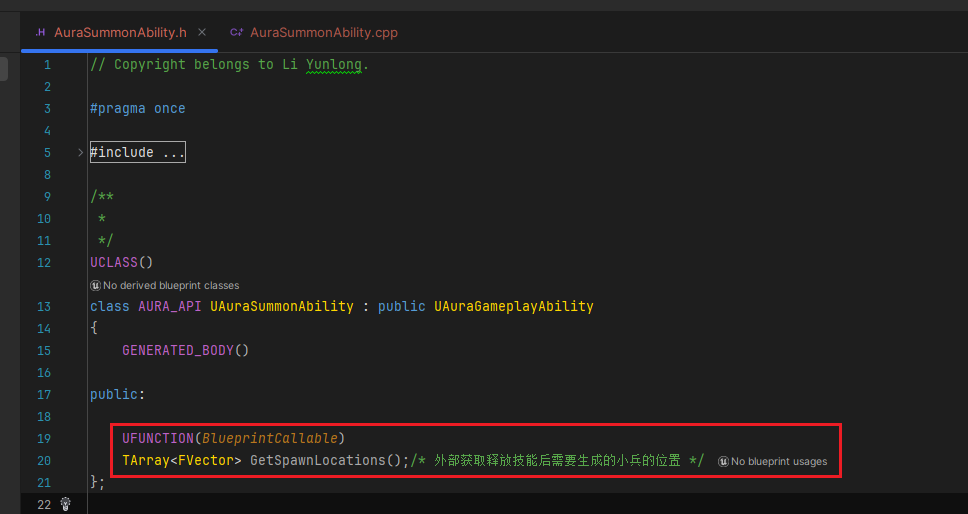 .H AuraSummonAbility.h × C++ AuraSummonAbility.cpp
1 // Copyright belongs to Li Yunlong.
2
3 #pragma once
4
5 #include ...
8
9 /**
10 *
11 */
12 UCLASS()
No derived blueprint classes
13 class AURA_API UAuraSummonAbility : public UAuraGameplayAbility
14 {
15 GENERATED_BODY()
16
17 public:
18
19 UFUNCTION(BlueprintCallable)
20 TArray<FVector> GetSpawnLocations();/* 外部获取释放技能后需要生成的小兵的位置 */ No blueprint usages
21 };
22